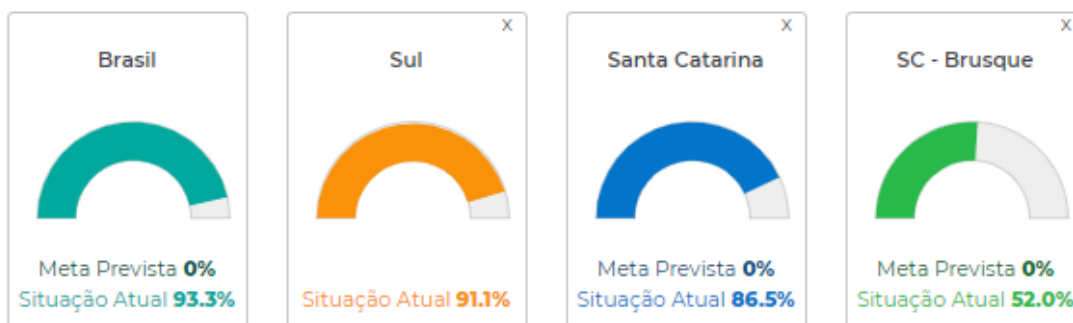 Brasil
Meta Prevista 0%
Situação Atual 93.3%
X
Sul
Situação Atual 91.1%
X
Santa Catarina
Meta Prevista 0%
Situação Atual 86.5%
X
SC - Brusque
Meta Prevista 0%
Situação Atual 52.0%